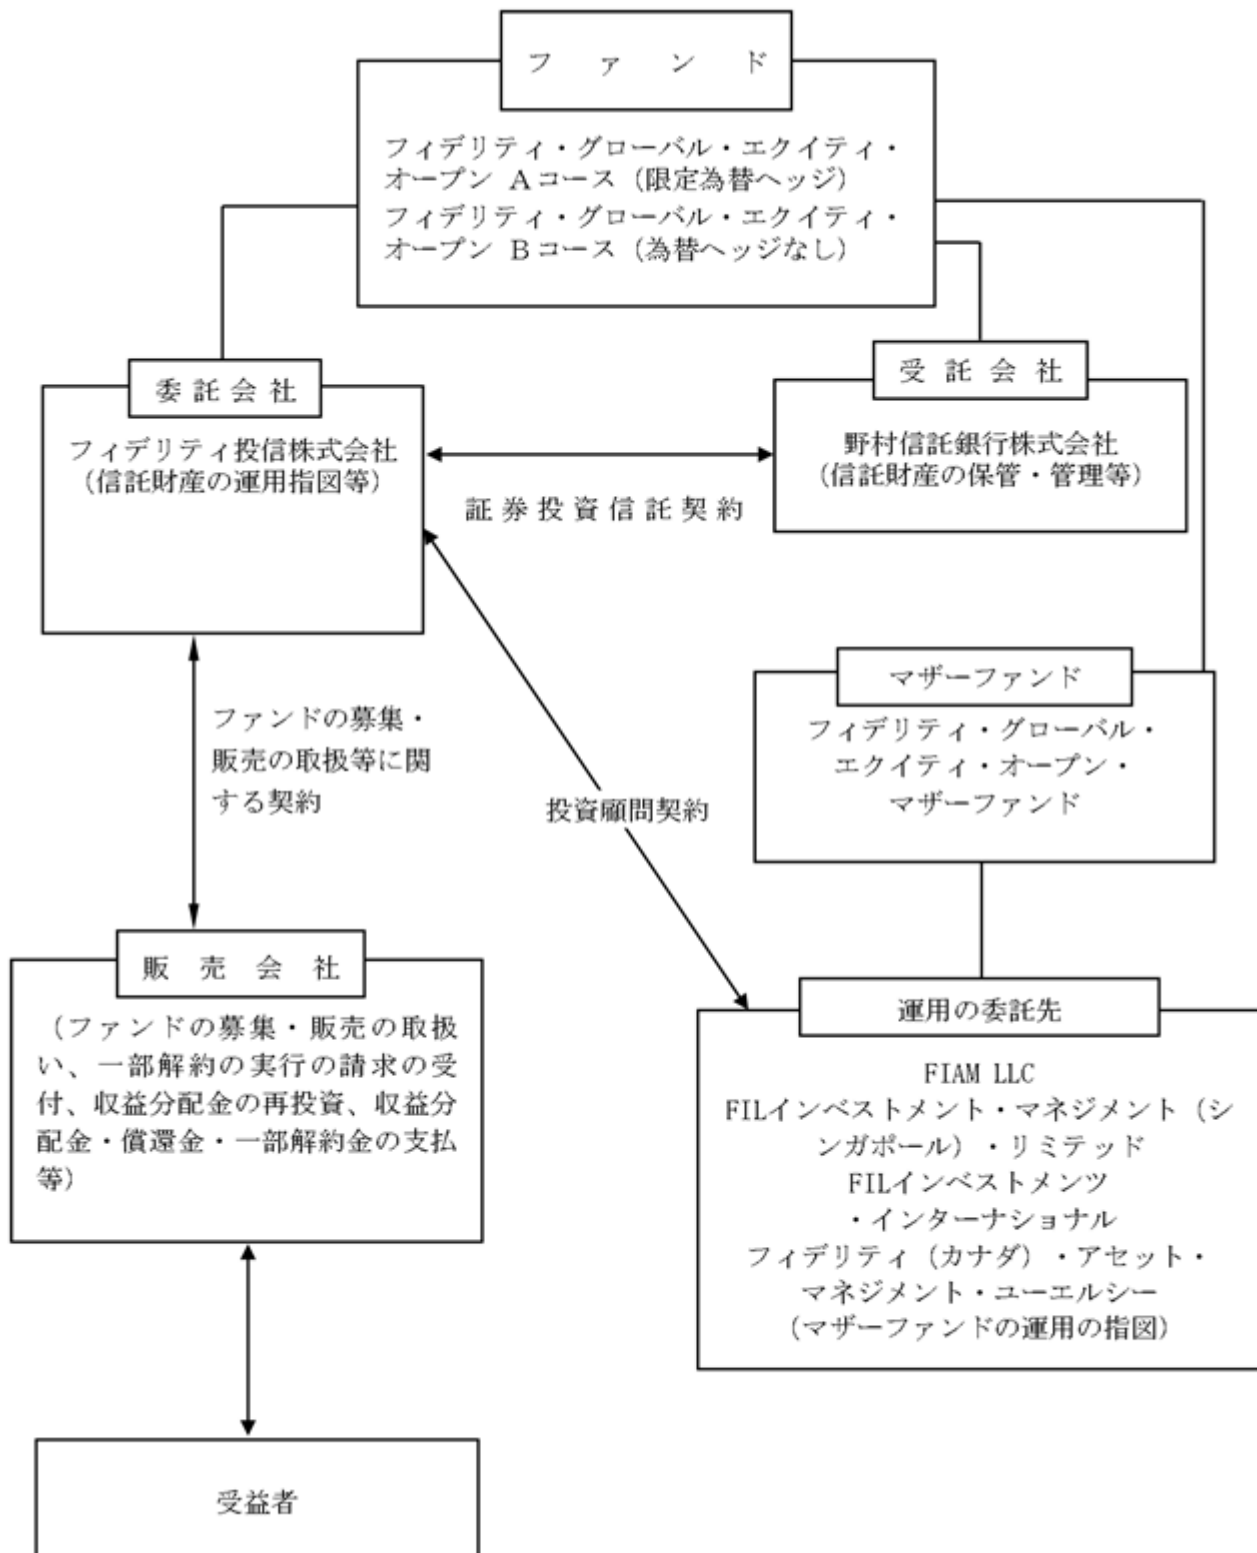 ファンド
フィデリティ・グローバル・エクイティ・
オープン Aコース（限定為替ヘッジ）
フィデリティ・グローバル・エクイティ・
オープン Bコース（為替ヘッジなし）
委託会社
フィデリティ投信株式会社
（信託財産の運用指図等）
受託会社
野村信託銀行株式会社
（信託財産の保管・管理等）
証券投資信託契約
マザーファンド
フィデリティ・グローバル・
エクイティ・オープン・
マザーファンド
ファンドの募集・
販売の取扱等に関
する契約
投資顧問契約
販売会社
（ファンドの募集・販売の取扱
い、一部解約の実行の請求の受
付、収益分配金の再投資、収益分
配金・償還金・一部解約金の支払
等）
運用の委託先
FIAM LLC
FILインベストメント・マネジメント（シ
ンガポール）・リミテッド
FILインベストメンツ
・インターナショナル
フィデリティ（カナダ）・アセット・
マネジメント・ユーエルシー
（マザーファンドの運用の指図）
受益者